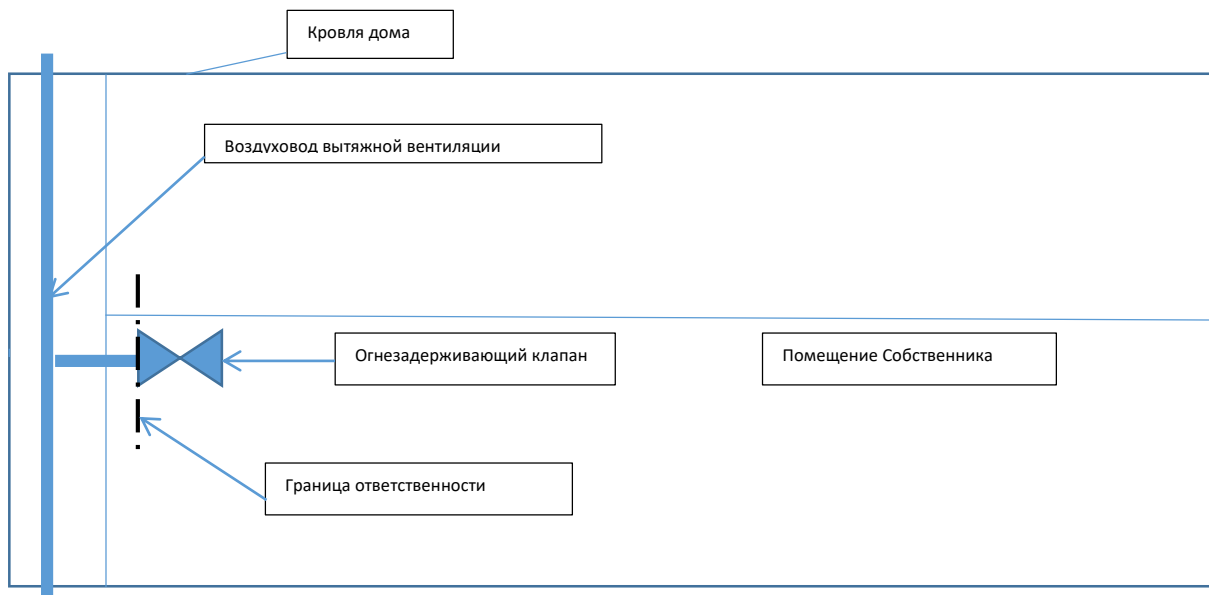 Кровля дома
Воздуховод вытяжной вентиляции
Огнезадерживающий клапан
Помещение Собственника
Граница ответственности